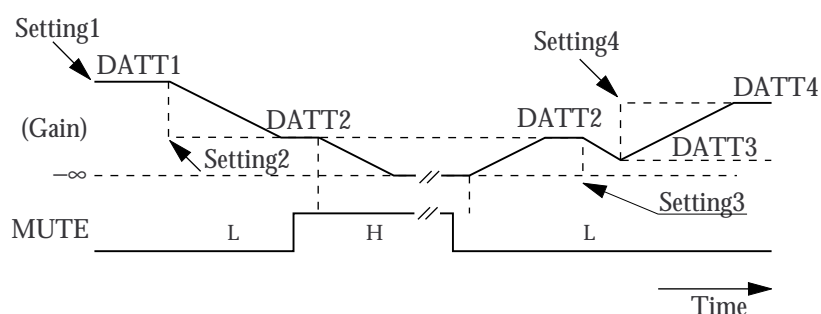 Setting1
Setting4
DATT1
DATT4
(Gain)
DATT2
DATT2
Setting2
DATT3
−∞
Setting3
MUTE
L
H
L
Time